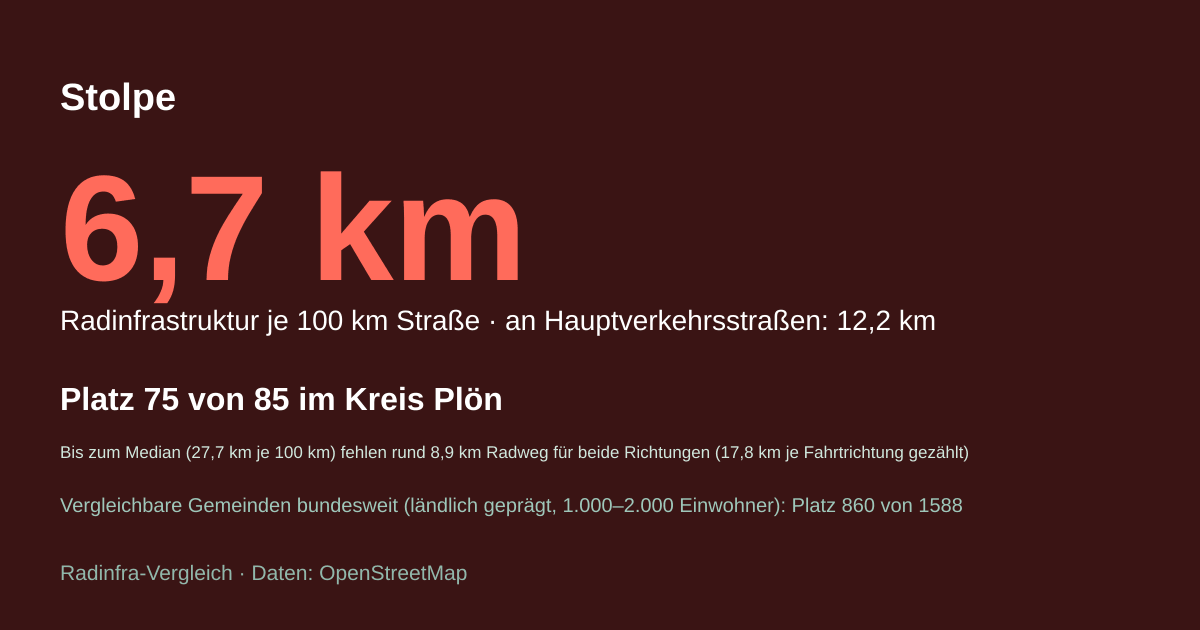 Stolpe
6,7 km
Radinfrastruktur je 100 km Straße · an Hauptverkehrsstraßen: 12,2 km
Platz 75 von 85 im Kreis Plön
Bis zum Median (27,7 km je 100 km) fehlen rund 8,9 km Radweg für beide Richtungen (17,8 km je Fahrtrichtung gezählt)
Vergleichbare Gemeinden bundesweit (ländlich geprägt, 1.000–2.000 Einwohner): Platz 860 von 1588
Radinfra-Vergleich · Daten: OpenStreetMap